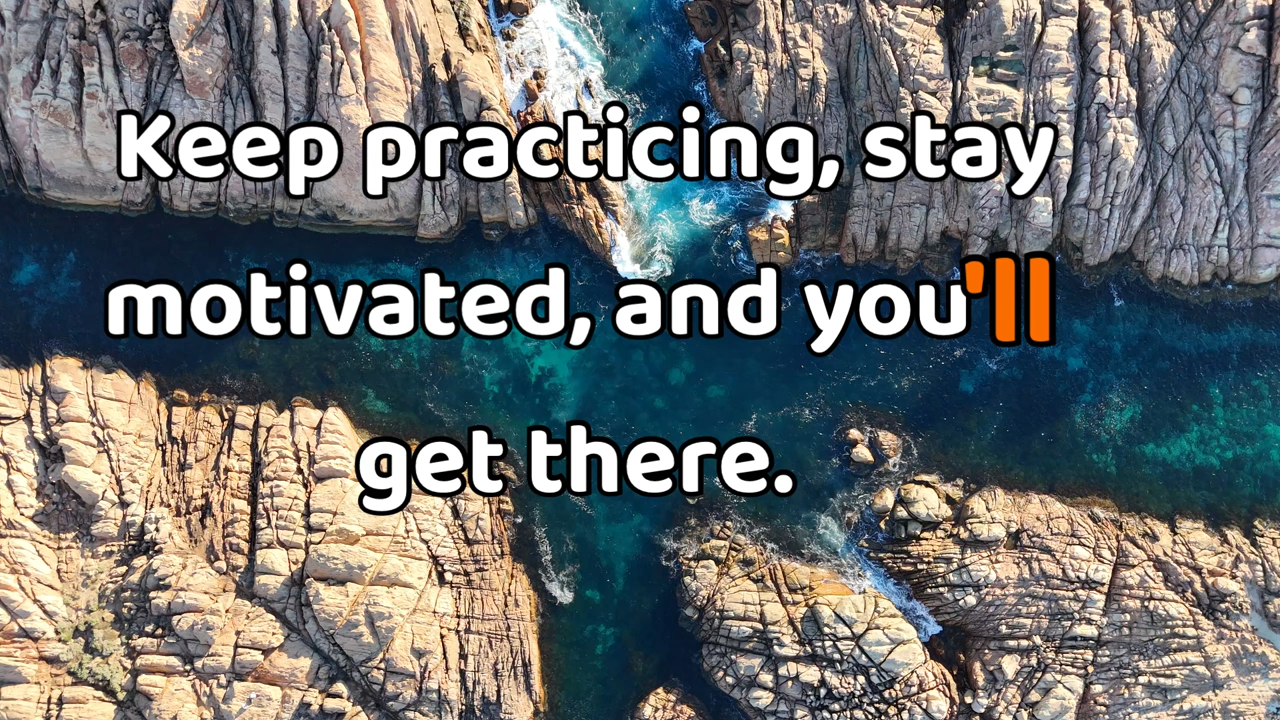 Keep practicing, stay
motivated, and you'll
get there.